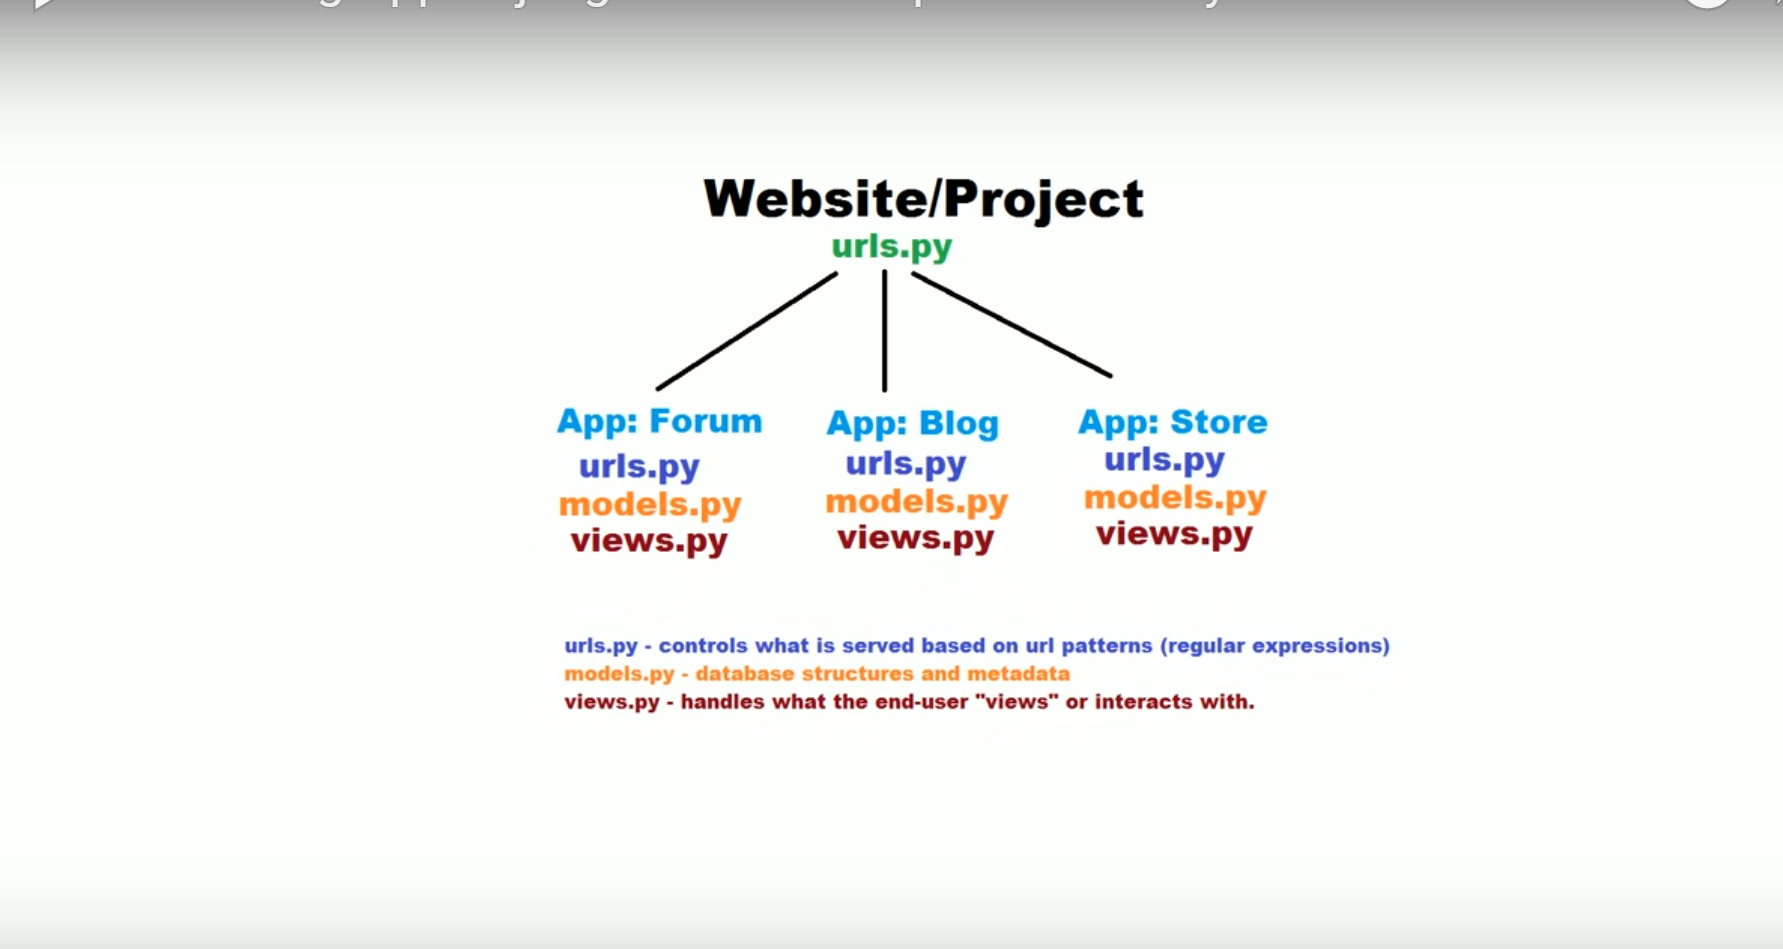 Website/Project
urls.py
App: Forum
urls.py
models.py
views.py
App: Blog
urls.py
models.py
views.py
App: Store
urls.py
models.py
views.py
urls.py - controls what is served based on url patterns (regular expressions)
models.py - database structures and metadata
views.py - handles what the end-user "views" or interacts with.